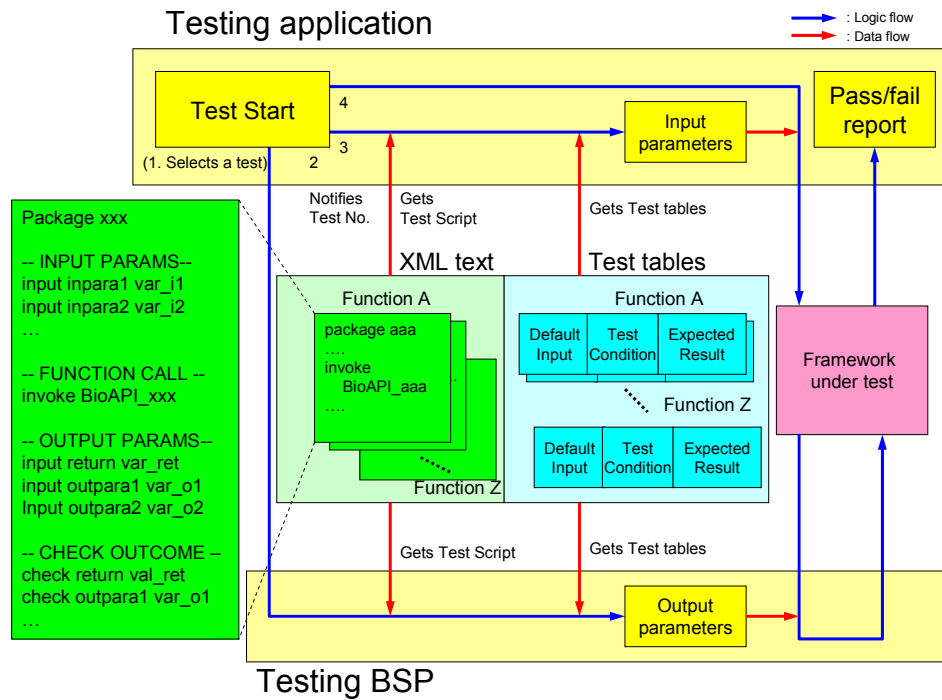 Testing application
: Logic flow
: Data flow
Test Start
4
3
2
(1. Selects a test)
Input
parameters
Pass/fail
report
Notifies
Test No.
Gets
Test Script
Gets Test tables
Package xxx
-- INPUT PARAMS--
input inpara1 var_i1
input inpara2 var_i2
…
-- FUNCTION CALL --
invoke BioAPI_xxx
-- OUTPUT PARAMS--
input return var_ret
input outpara1 var_o1
Input outpara2 var_o2
-- CHECK OUTCOME –
check return val_ret
check outpara1 var_o1
…
XML text
Function A
package aaa
….
invoke
BioAPI_aaa
….
.
Function Z
Test tables
Function A
Default
Input
Test
Condition
Expected
Result
Function Z
Default
Input
Test
Condition
Expected
Result
Framework
under test
Gets Test Script
Gets Test tables
Output
parameters
Testing BSP